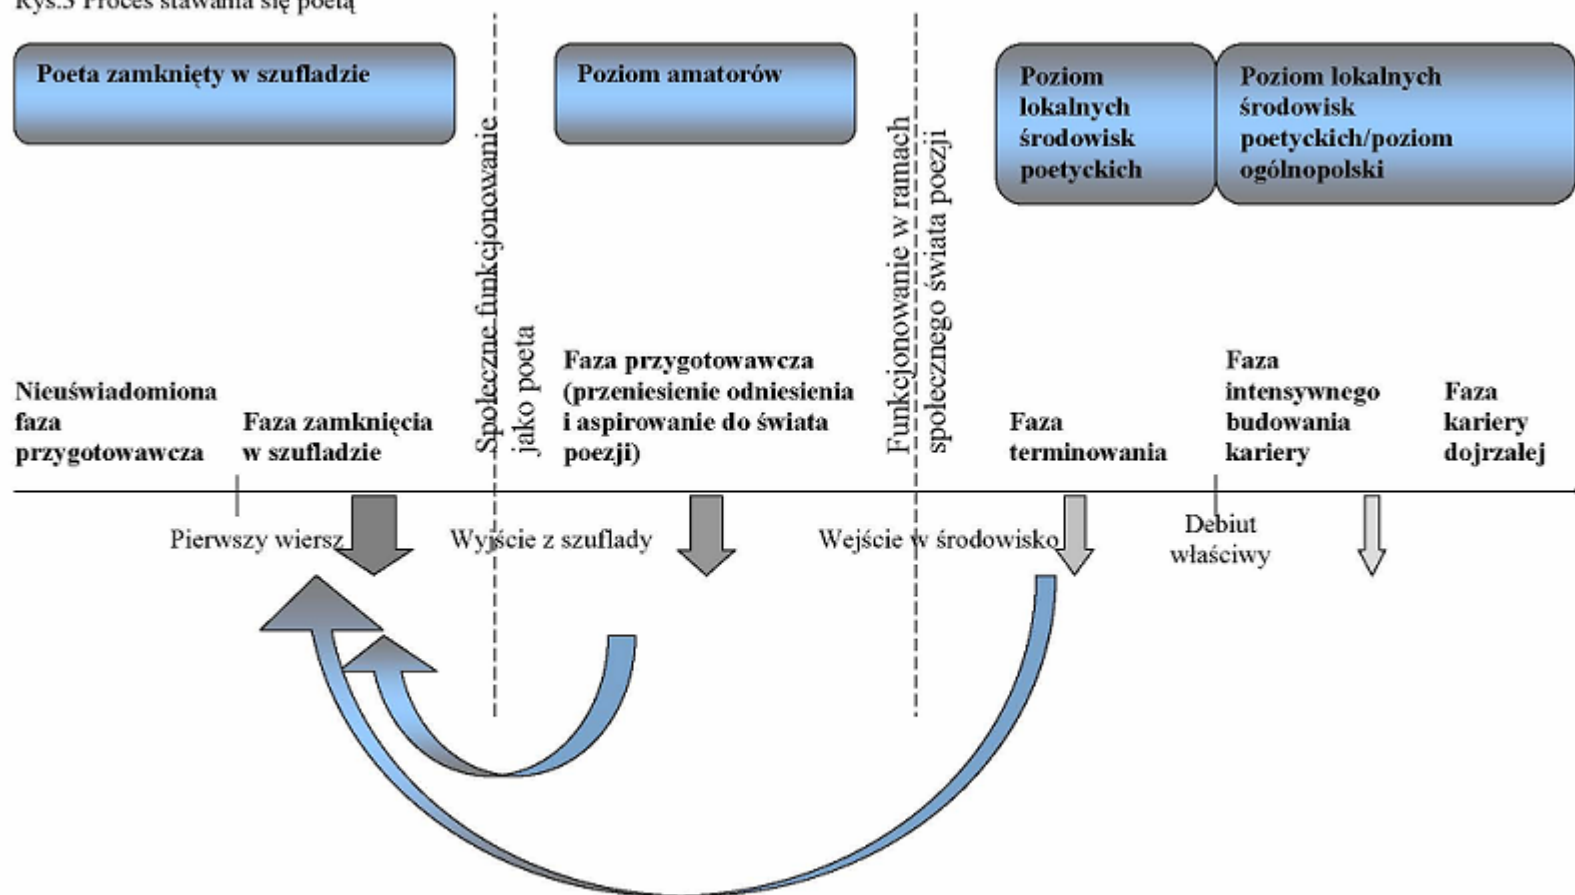 Rys.3 Proces stawania się poetą
Poeta zamknięty w szufladzie
Poziom amatorów
Poziom
lokalnych
środowisk
poetyckich
Poziom lokalnych
środowisk
poetyckich/poziom
ogólnopolski
Społeczne funkcjonowanie
jako poeta
Funkcjonowanie w ramach
społecznego świata poezji
Nieuświadomiona
faza
przygotowawcza
Faza zamknięcia
w szufladzie
Faza przygotowawcza
(przeniesienie odniesienia
i aspirowanie do świata
poezji)
Faza
terminowania
Faza
intensywnego
budowania
kariery
Faza
kariery
dojrzałej
Pierwszy wiersz
Wyjście z szuflady
Wejście w środowisko
Debiut
właściwy